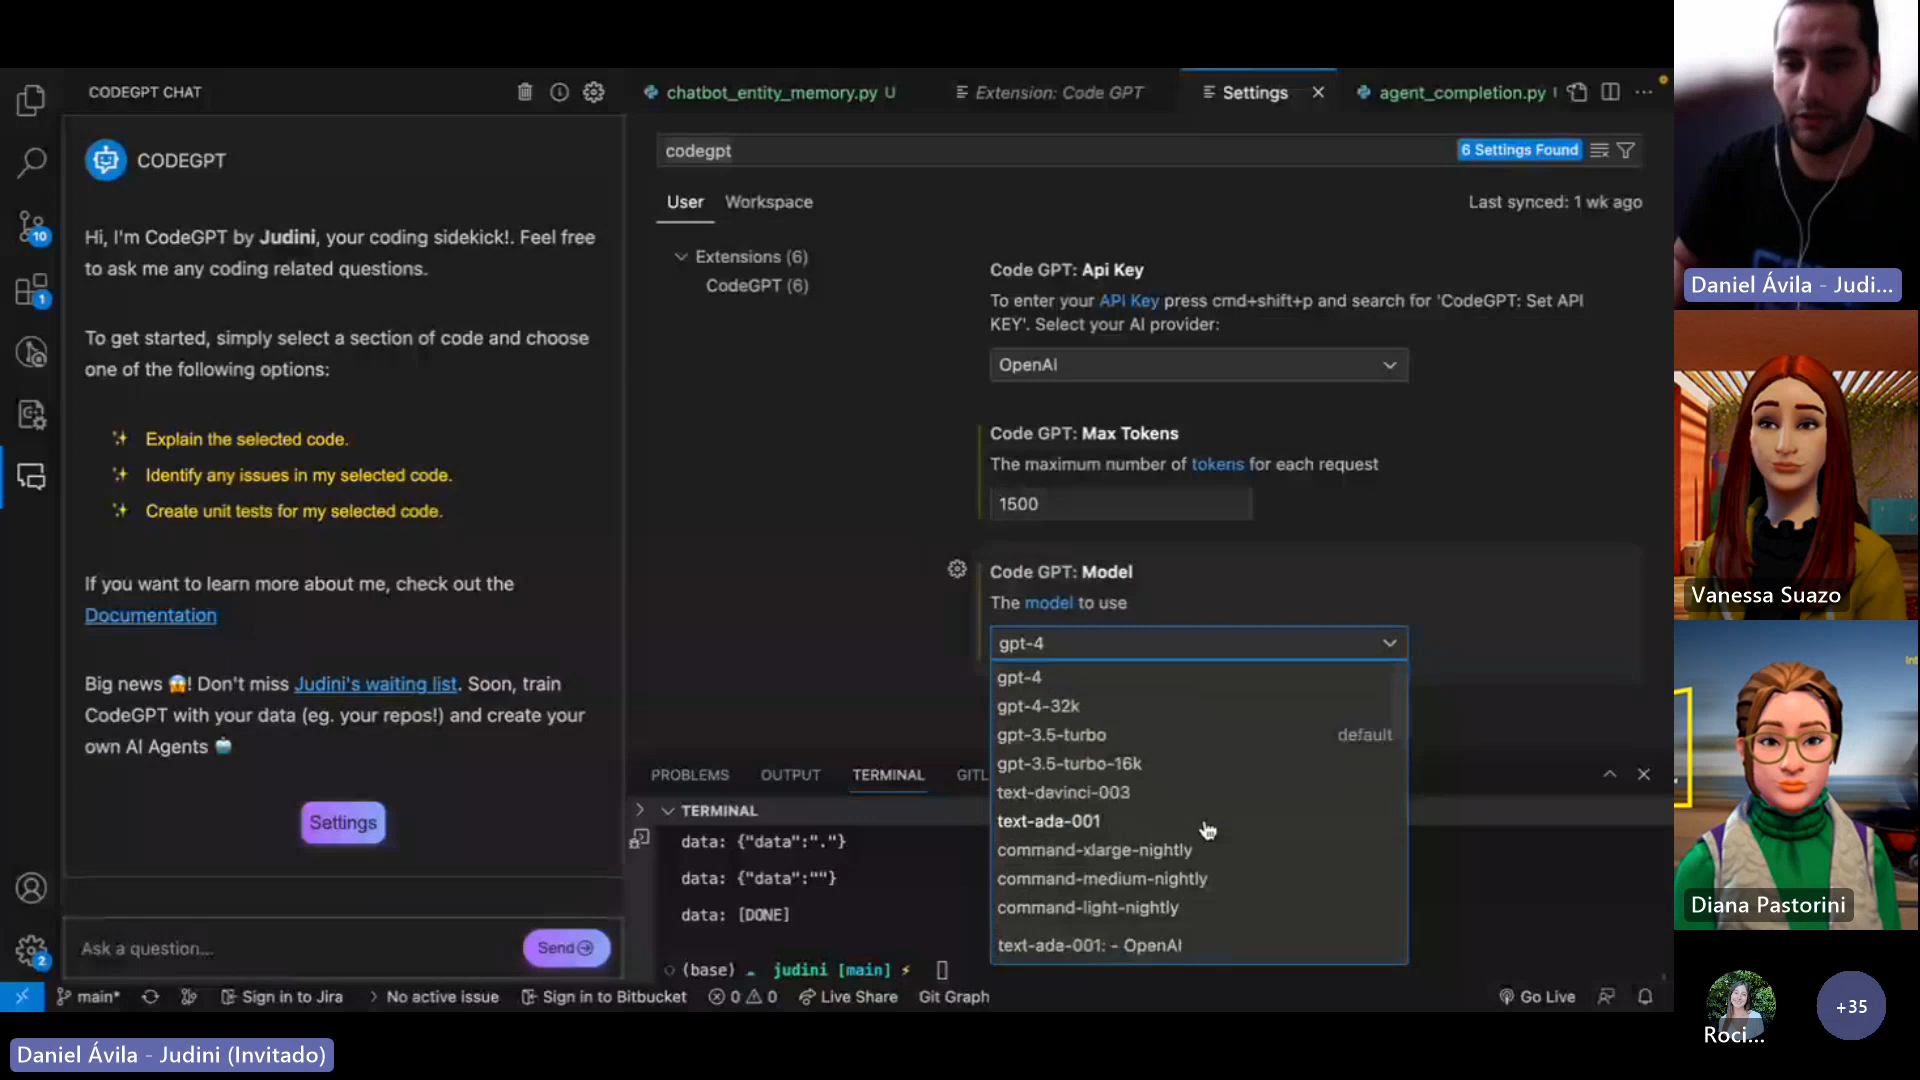 CODEGPT CHAT
CODEGPT
Hi, I'm CodeGPT by Judini, your coding sidekick!. Feel free
to ask me any coding related questions.
To get started, simply select a section of code and choose
one of the following options:
Explain the selected code.
Identify any issues in my selected code.
Create unit tests for my selected code.
If you want to learn more about me, check out the
Documentation
Big news 😱! Don't miss Judini's waiting list. Soon, train
CodeGPT with your data (eg. your repos!) and create your
own AI Agents 🤖
Settings
Ask a question...
Send
10
1
2
chatbot_entity_memory.py U
Extension: Code GPT
Settings
agent_completion.py
codegpt
6 Settings Found
User
Workspace
Last synced: 1 wk ago
Extensions (6)
CodeGPT (6)
Code GPT: Api Key
To enter your API Key press cmd+shift+p and search for 'CodeGPT: Set API
KEY'. Select your AI provider:
OpenAI
Code GPT: Max Tokens
The maximum number of tokens for each request
1500
Code GPT: Model
The model to use
gpt-4
gpt-4
gpt-4-32k
gpt-3.5-turbo default
gpt-3.5-turbo-16k
text-davinci-003
text-ada-001
command-xlarge-nightly
command-medium-nightly
command-light-nightly
text-ada-001: - OpenAI
PROBLEMS
OUTPUT
TERMINAL
GITL
TERMINAL
data: {"data":"."}
data: {"data":""}
data: [DONE]
(base) judini [main] ⚡
main*
Sign in to Jira
No active issue
Sign in to Bitbucket
0
0
Live Share
Git Graph
Go Live
Daniel Ávila - Judi...
Vanessa Suazo
Diana Pastorini
Roci...
+35
Daniel Ávila - Judini (Invitado)